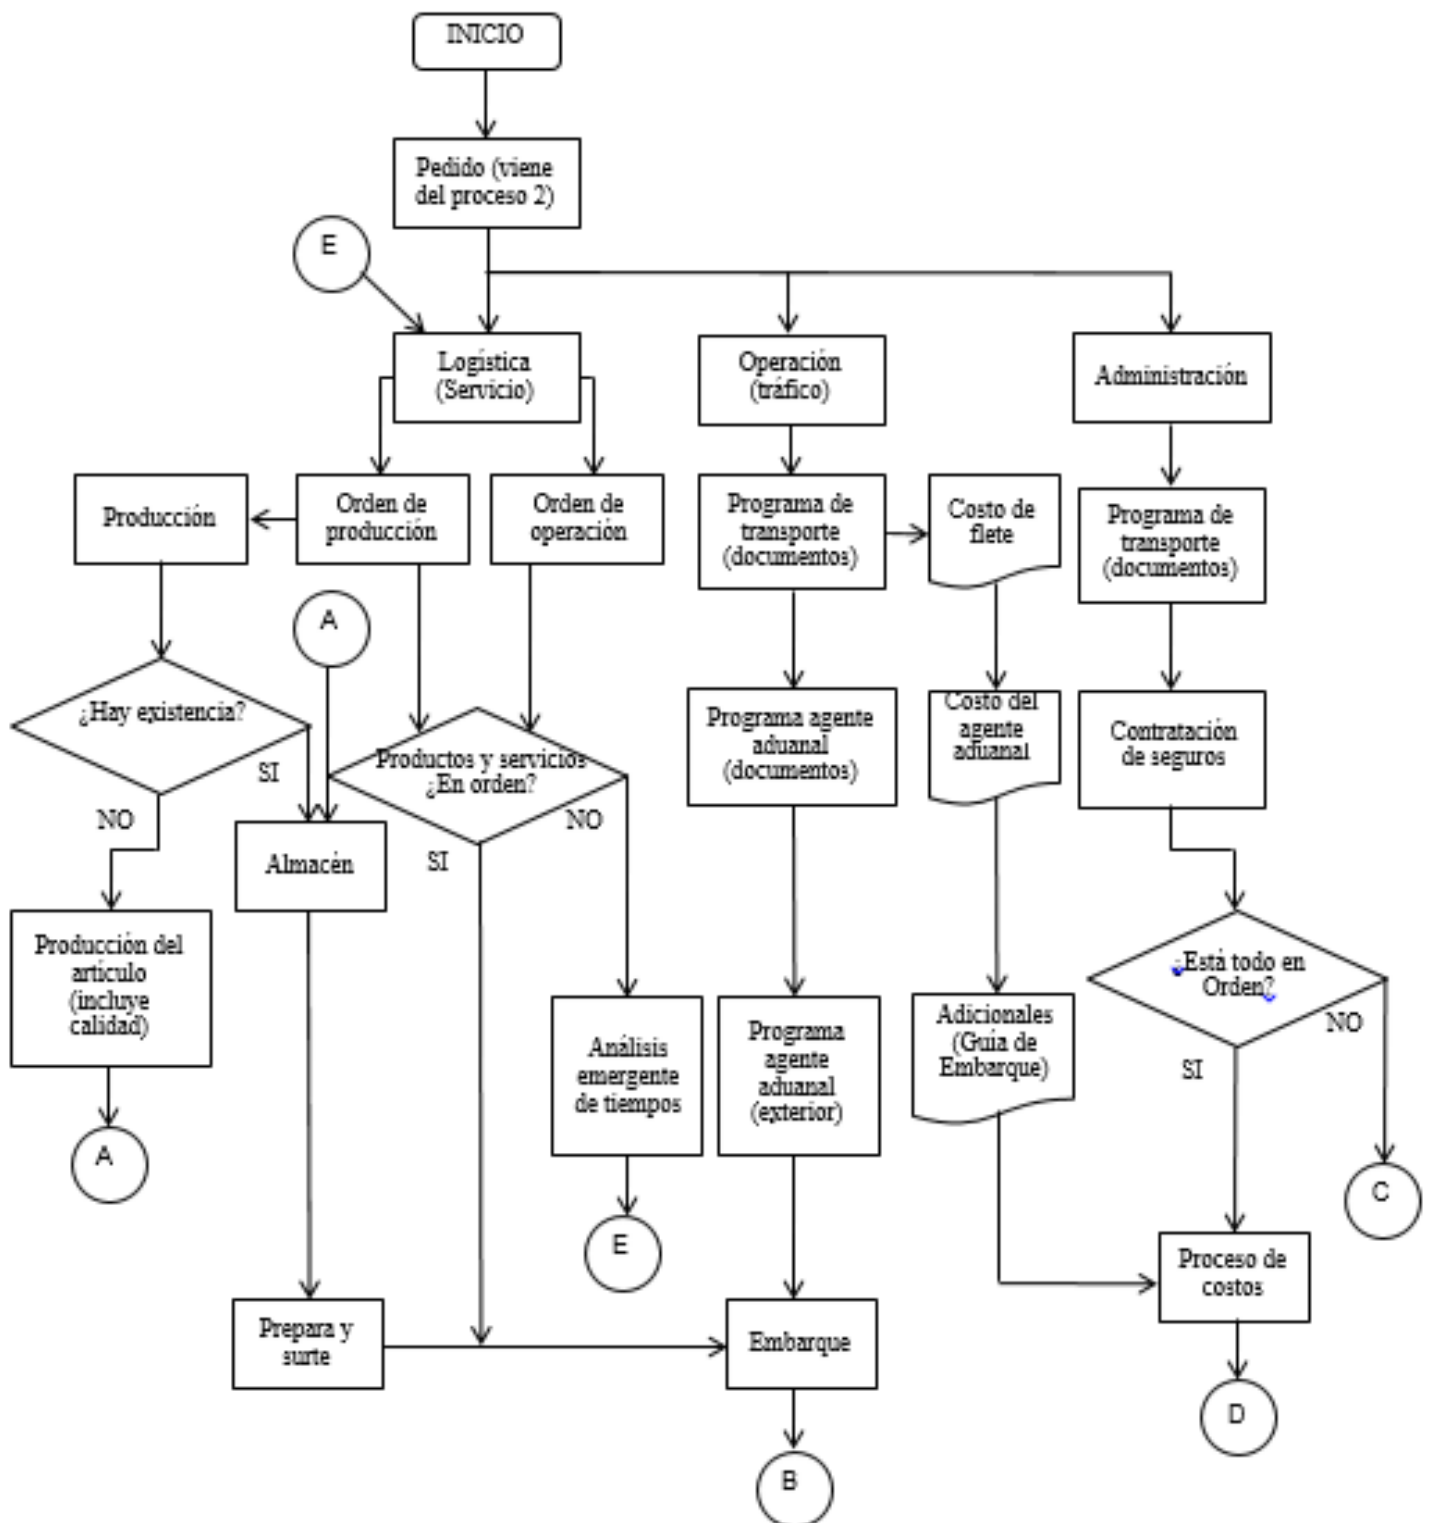 INICIO
Pedido (viene
del proceso 2)
E
Logística
(Servicio)
Operación
(tráfico)
Administración
Producción
Orden de
producción
Orden de
operación
Programa de
transporte
(documentos)
Costo de
flete
Programa de
transporte
(documentos)
A
¿Hay existencia?
SI
NO
Productos y servicios
¿En orden?
NO
SI
Programa agente
aduanal
(documentos)
Costo del
agente
aduanal
Contratación
de seguros
Almacén
Producción del
artículo
(incluye
calidad)
¿Está todo en
Orden?
NO
SI
Análisis
emergente
de tiempos
Programa
agente
aduanal
(exterior)
Adicionales
(Guía de
Embarque)
A
E
C
Proceso de
costos
Prepara y
surte
Embarque
D
B